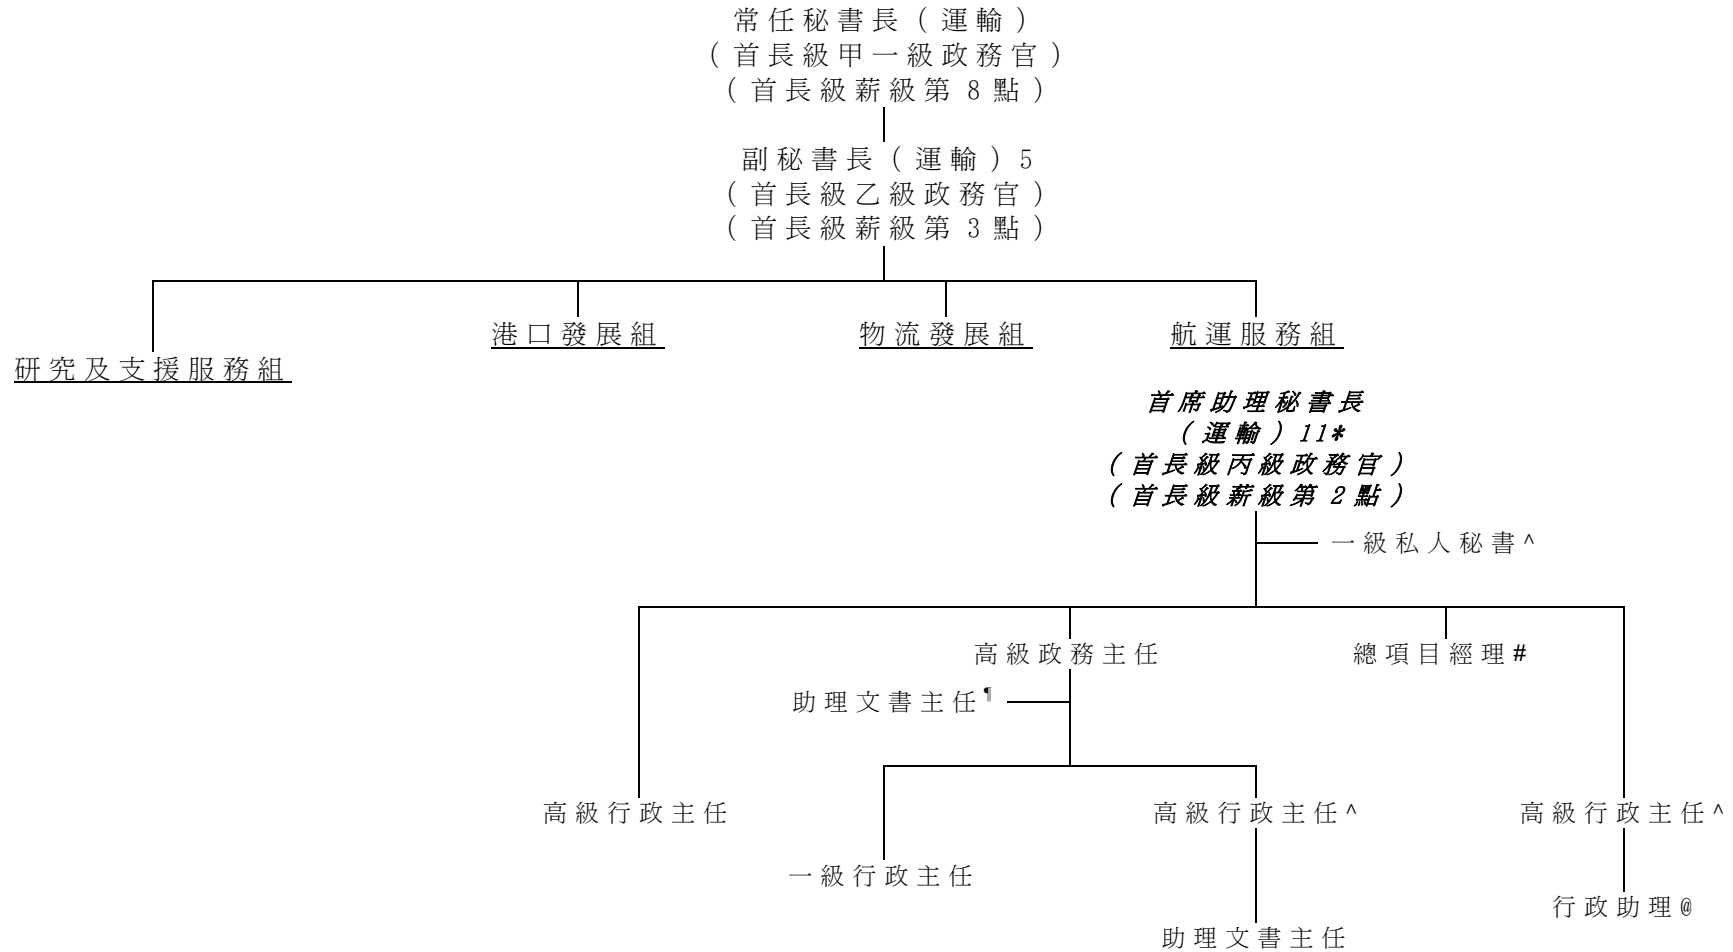 常任秘書長（運輸）
（首長級甲一級政務官）
（首長級薪級第 8 點）
副秘書長（運輸）5
（首長級乙級政務官）
（首長級薪級第 3 點）
港口發展組
物流發展組
航運服務組
研究及支援服務組
首席助理秘書長
（運輸）11*
（首長級丙級政務官）
（首長級薪級第 2 點）
一級私人秘書^
高級政務主任
總項目經理#
助理文書主任¶
高級行政主任
高級行政主任^
高級行政主任^
一級行政主任
行政助理@
助理文書主任